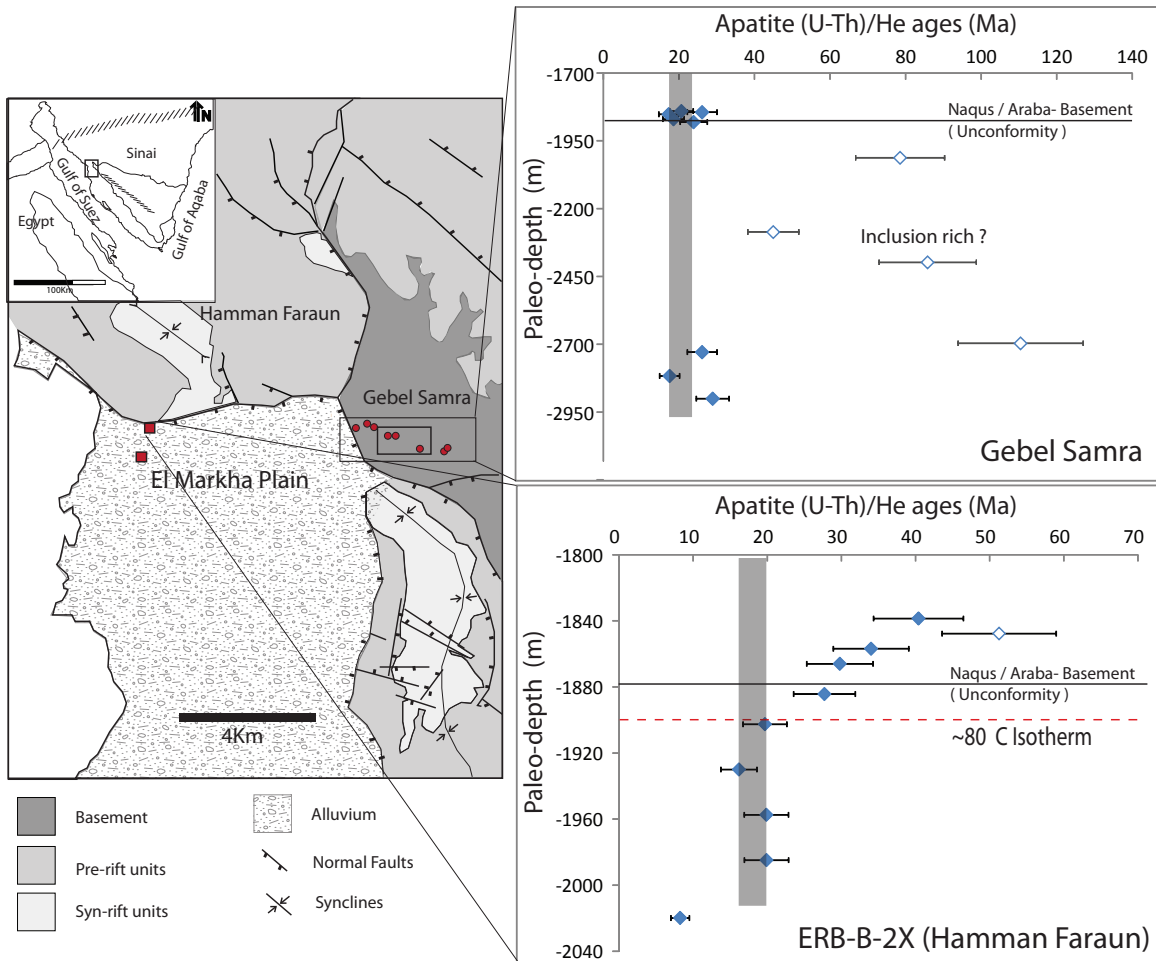 N
Sinai
Gulf of Suez
Gulf of Aqaba
Egypt
100Km
Hamman Faraun
Gebel Samra
El Markha Plain
4Km
Basement
Pre-rift units
Syn-rift units
Alluvium
Normal Faults
Synclines
Apatite (U-Th)/He ages (Ma)
0 20 40 60 80 100 120 140
-1700
-1950
-2200
-2450
-2700
-2950
Paleo-depth (m)
Naqus / Araba- Basement
( Unconformity )
Inclusion rich ?
Gebel Samra
Apatite (U-Th)/He ages (Ma)
0 10 20 30 40 50 60 70
-1800
-1840
-1880
-1920
-1960
-2000
-2040
Paleo-depth (m)
Naqus / Araba- Basement
( Unconformity )
~80 C Isotherm
ERB-B-2X (Hamman Faraun)